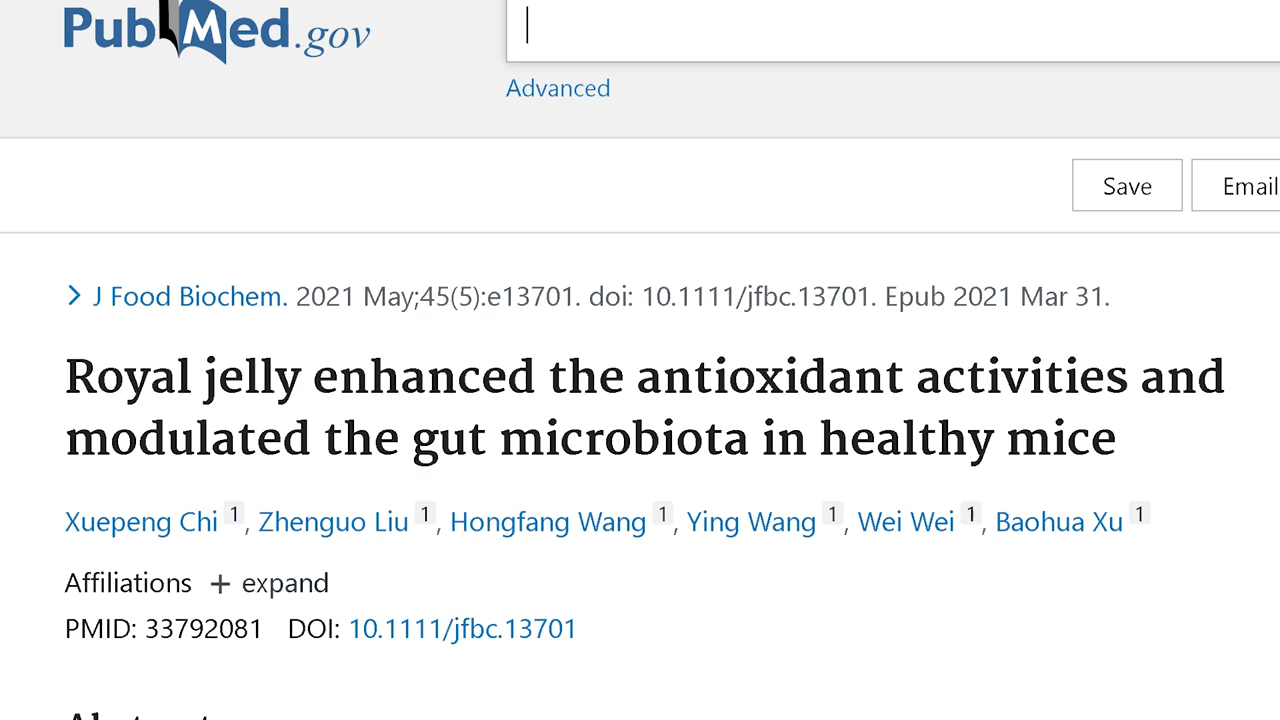 PubMed.gov
Advanced
Save Email
J Food Biochem. 2021 May;45(5):e13701. doi: 10.1111/jfbc.13701. Epub 2021 Mar 31.
Royal jelly enhanced the antioxidant activities and
modulated the gut microbiota in healthy mice
Xuepeng Chi 1, Zhenguo Liu 1, Hongfang Wang 1, Ying Wang 1, Wei Wei 1, Baohua Xu 1
Affiliations + expand
PMID: 33792081 DOI: 10.1111/jfbc.13701